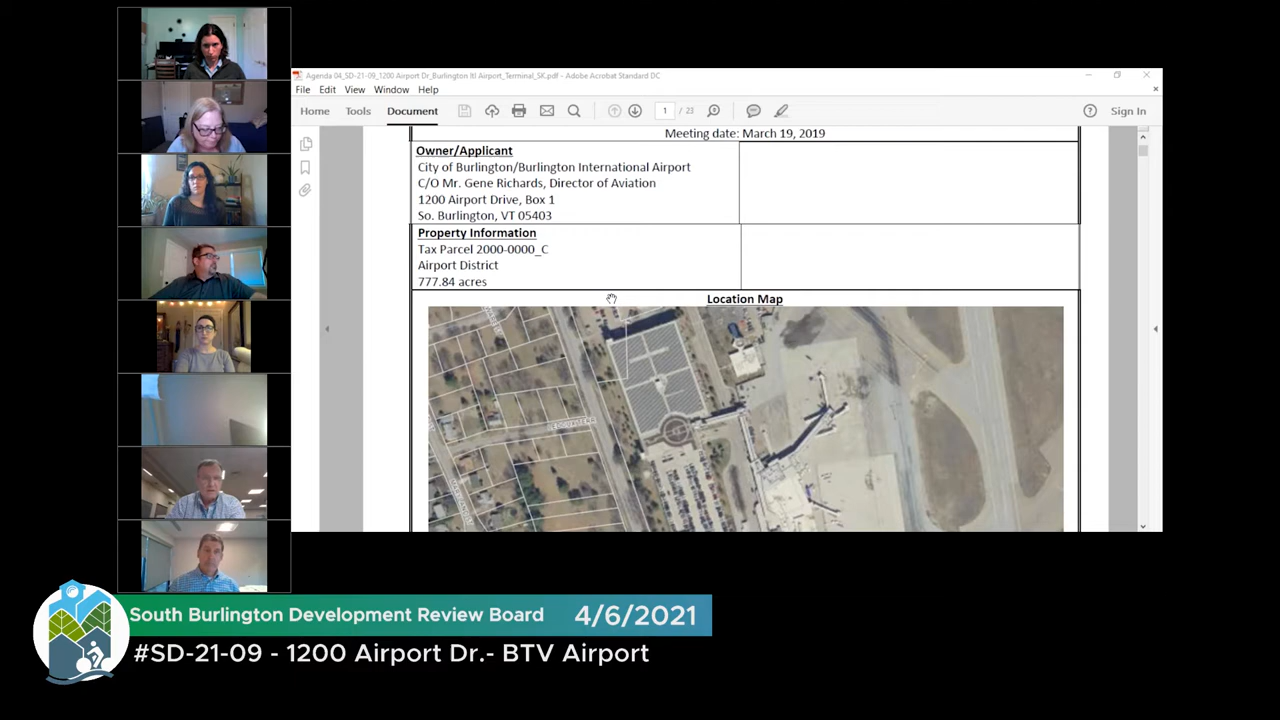 Agenda 04_SD-21-09_1200 Airport Dr_Burlington Itl Airport_Terminal_SK.pdf - Adobe Acrobat Standard DC
File Edit View Window Help
Home Tools Document 1 / 23 Sign In
Meeting date: March 19, 2019
Owner/Applicant
City of Burlington/Burlington International Airport
C/O Mr. Gene Richards, Director of Aviation
1200 Airport Drive, Box 1
So. Burlington, VT 05403
Property Information
Tax Parcel 2000-0000_C
Airport District
777.84 acres
Location Map
South Burlington Development Review Board 4/6/2021
#SD-21-09 - 1200 Airport Dr.- BTV Airport